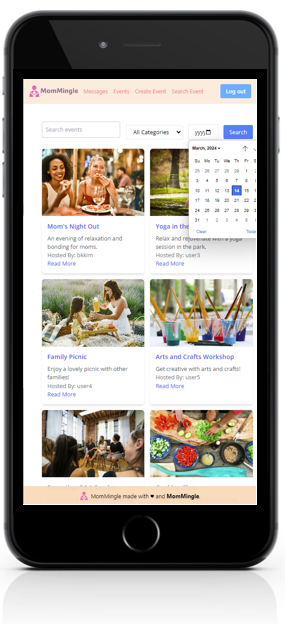 MomMingle Messages Events Create Event Search Event Log out
Search events All Categories yyyy- Search
March, 2024
Su Mo Tu We Th Fr Sa
25 26 27 28 29 1 2
3 4 5 6 7 8 9
10 11 12 13 14 15
17 18 19 20 21 22
24 25 26 27 28 29
31 1 2 3 4 5
Clear Today
Mom's Night Out
An evening of relaxation and
bonding for moms.
Hosted By: bkkim
Read More
Yoga in the
Relax and rejuvenate with a yoga
session in the park.
Hosted By: user3
Read More
Family Picnic
Enjoy a lovely picnic with other
families!
Hosted By: user4
Read More
Arts and Crafts Workshop
Get creative with arts and crafts!
Hosted By: user5
Read More
MomMingle made with ♥ and MomMingle.